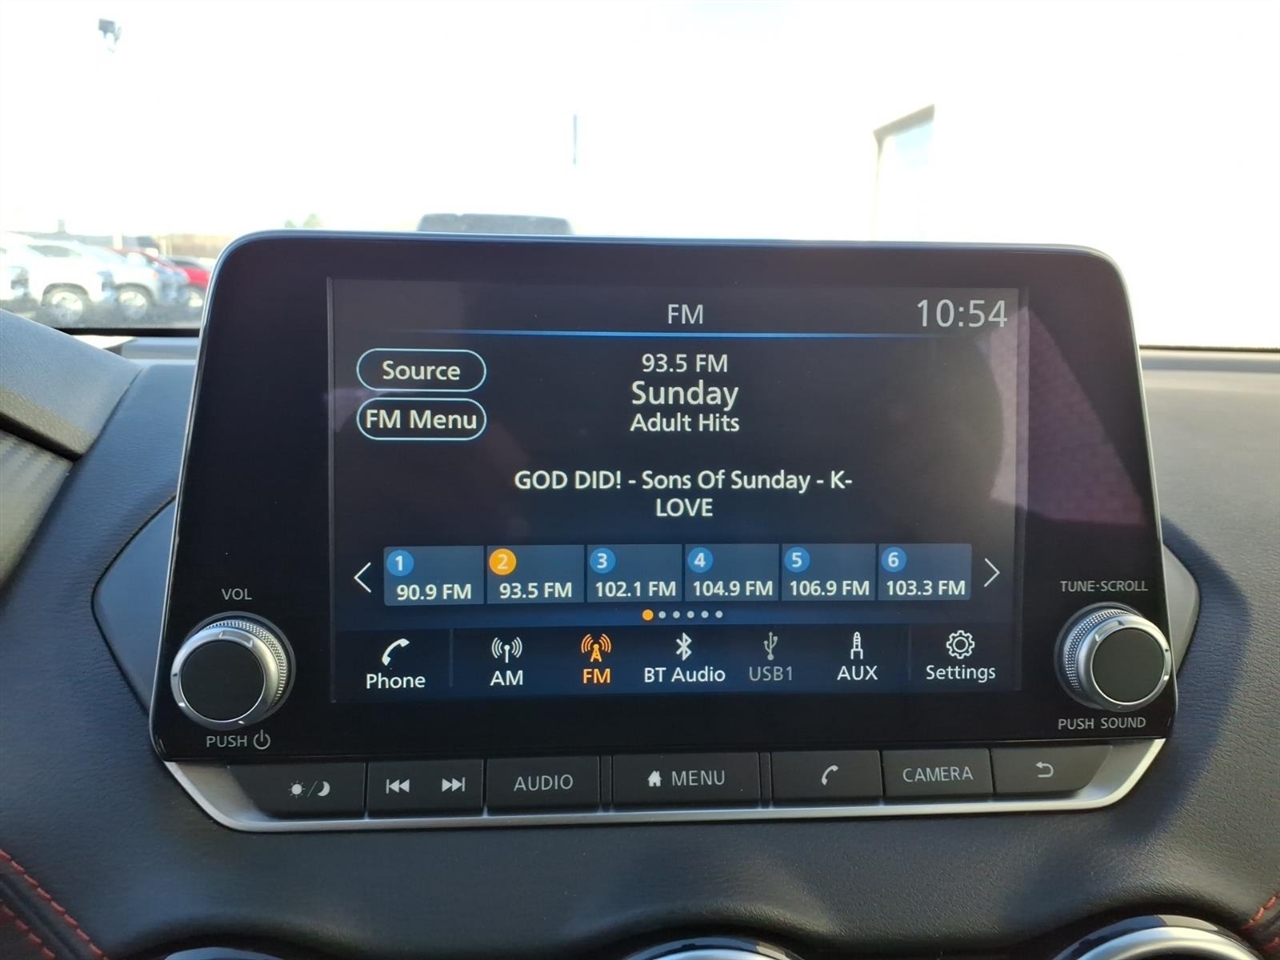 FM
10:54
Source
FM Menu
93.5 FM
Sunday
Adult Hits
GOD DID! - Sons Of Sunday - K-
LOVE
1 2 3 4 5 6
90.9 FM 93.5 FM 102.1 FM 104.9 FM 106.9 FM 103.3 FM
Phone AM FM BT Audio USB1 AUX Settings
VOL
PUSH
TUNE·SCROLL
PUSH SOUND
AUDIO MENU CAMERA